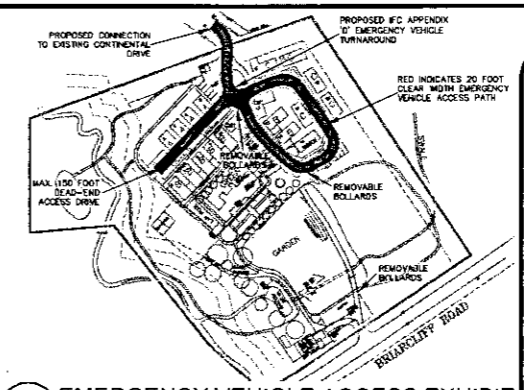 PROPOSED CONNECTION
TO EXISTING CONTINENTAL
DRIVE
PROPOSED IFC APPENDIX
'D' EMERGENCY VEHICLE
TURNAROUND
RED INDICATES 20 FOOT
CLEAR WIDTH EMERGENCY
VEHICLE ACCESS PATH
REMOVABLE
BOLLARDS
MAX. 150 FOOT
DEAD-END
ACCESS DRIVE
REMOVABLE
BOLLARDS
GARDEN
REMOVABLE
BOLLARDS
BRIARCLIFF ROAD
EMERGENCY VEHICLE ACCESS EXHIBIT